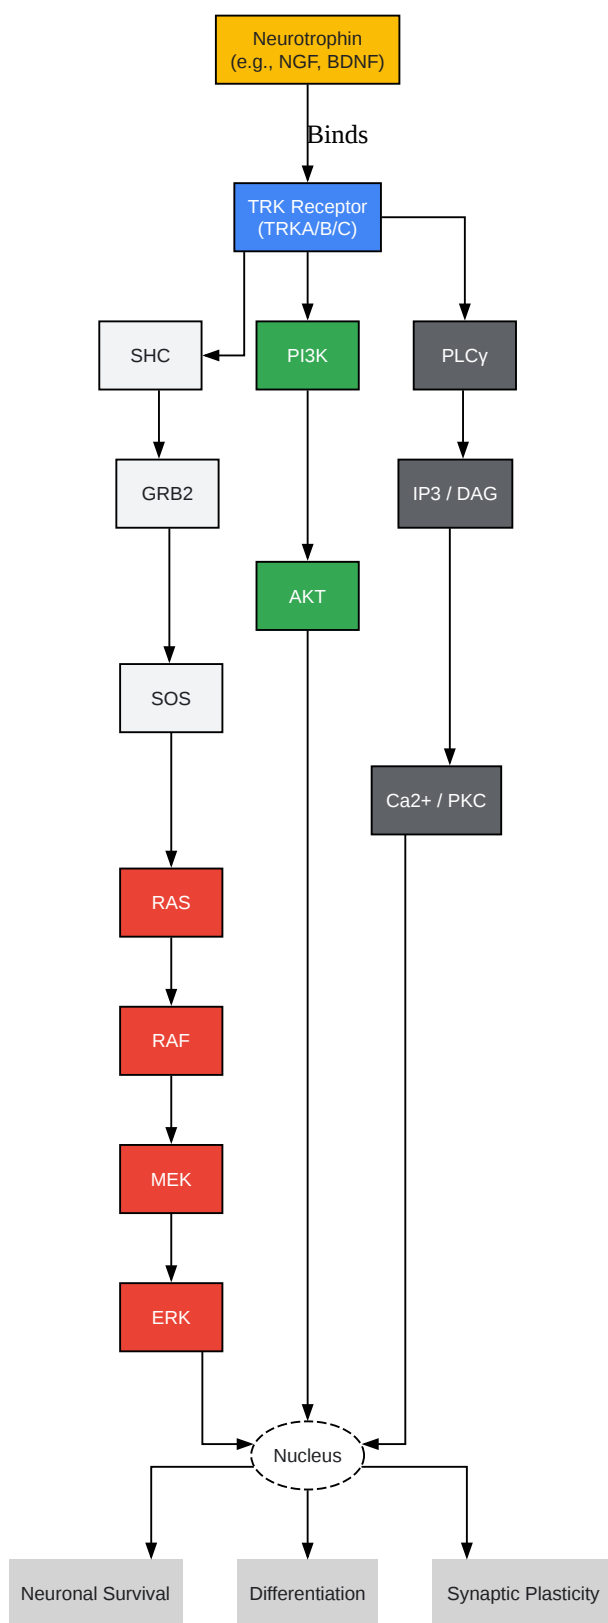 Neurotrophin
(e.g., NGF, BDNF)
Binds
TRK Receptor
(TRKA/B/C)
SHC
PI3K
PLCγ
GRB2
IP3 / DAG
AKT
SOS
Ca2+ / PKC
RAS
RAF
MEK
ERK
Nucleus
Neuronal Survival
Differentiation
Synaptic Plasticity